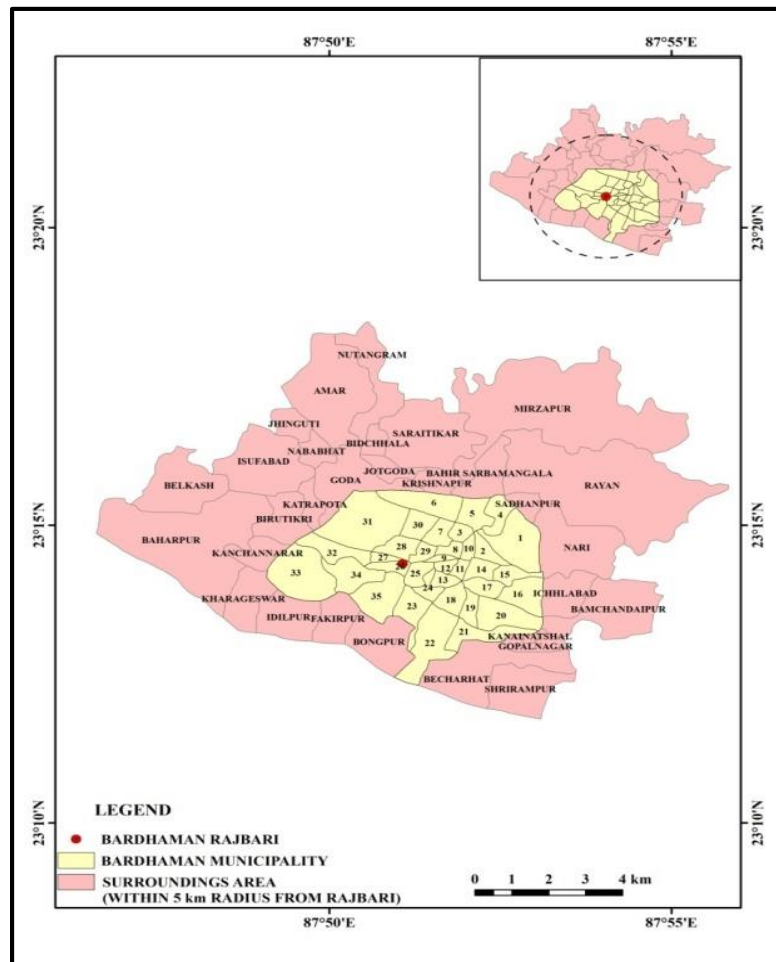 87°50'E 87°55'E
23°20'N 23°20'N
NUTANGRAM
AMAR
MIRZAPUR
JHINGUTI
SARAITIKAR
BIDCHHALA
NABABHAT
ISUFABAD
JOTGODA
BAHIR SARBAMANGALA
GODA
KRISHNAPUR
BELKASH
RAYAN
SADHANPUR
KATRAPOTA
6
5
4
23°15'N 23°15'N
BIRUTIKRI
31
30
7
3
1
BAHARPUR
28
29
8
10
2
NARI
KANCHANNARAR
32
27
9
33
34
25
12
11
14
15
13
24
17
16
ICHHLABAD
KHARAGESWAR
35
23
18
19
20
BAMCHANDAIPUR
IDILPUR
FAKIRPUR
21
KANAINATSHAL
BONGPUR
22
GOPALNAGAR
BECHARHAT
SHRIRAMPUR
23°10'N 23°10'N
LEGEND
BARDHAMAN RAJBARI
BARDHAMAN MUNICIPALITY
SURROUNDINGS AREA
(WITHIN 5 km RADIUS FROM RAJBARI)
0 1 2 3 4 km
87°50'E 87°55'E